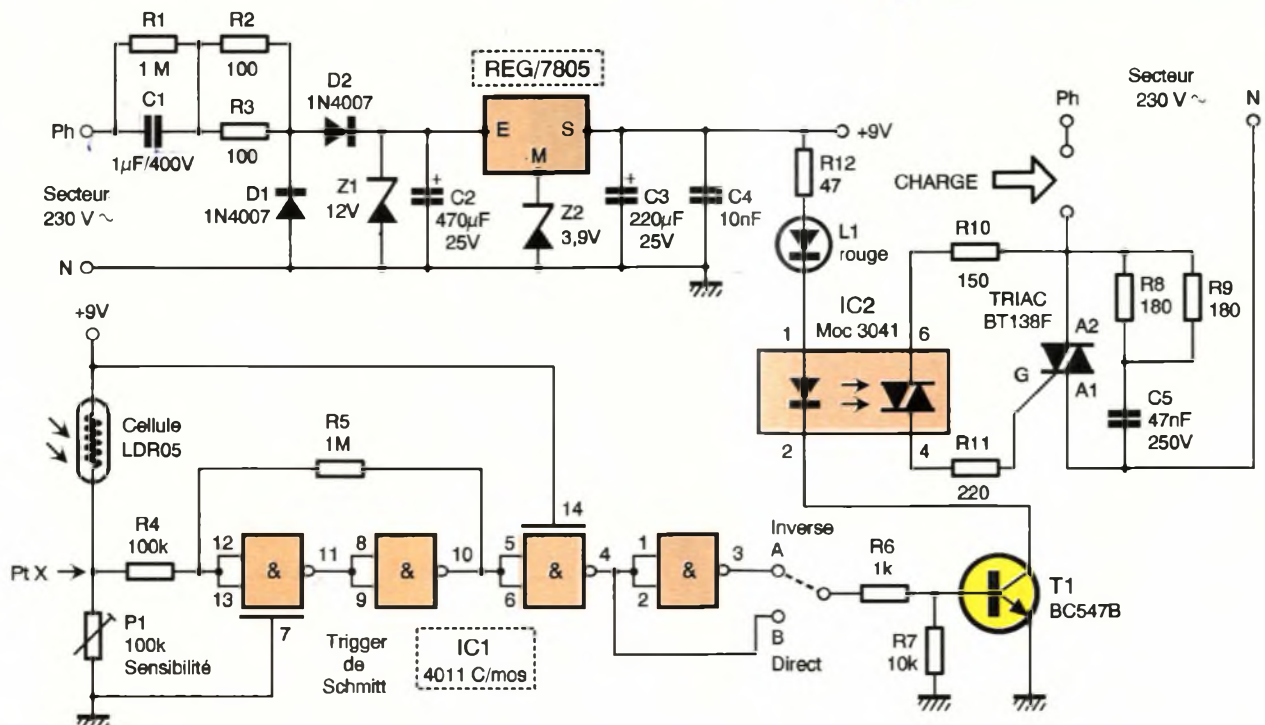 R1
1 M
C1
1µF/400V
R2
100
R3
100
Ph
Secteur
230 V ~
N
D2
1N4007
D1
1N4007
Z1
12V
C2
470µF
25V
+
REG/7805
E
S
M
Z2
3,9V
+
C3
220µF
25V
C4
10nF
+9V
R12
47
L1
rouge
CHARGE
Ph
Secteur
230 V ~
N
R10
150
TRIAC
BT138F
R8
180
R9
180
A2
G
A1
C5
47nF
250V
IC2
Moc 3041
1
6
2
4
R11
220
+9V
Cellule
LDR05
R5
1M
R4
100k
Pt X
P1
100k
Sensibilité
12
13
&
11
7
8
9
&
10
Trigger
de
Schmitt
IC1
4011 C/mos
14
5
6
&
4
1
2
&
3
Inverse
A
B
Direct
R6
1k
R7
10k
T1
BC547B